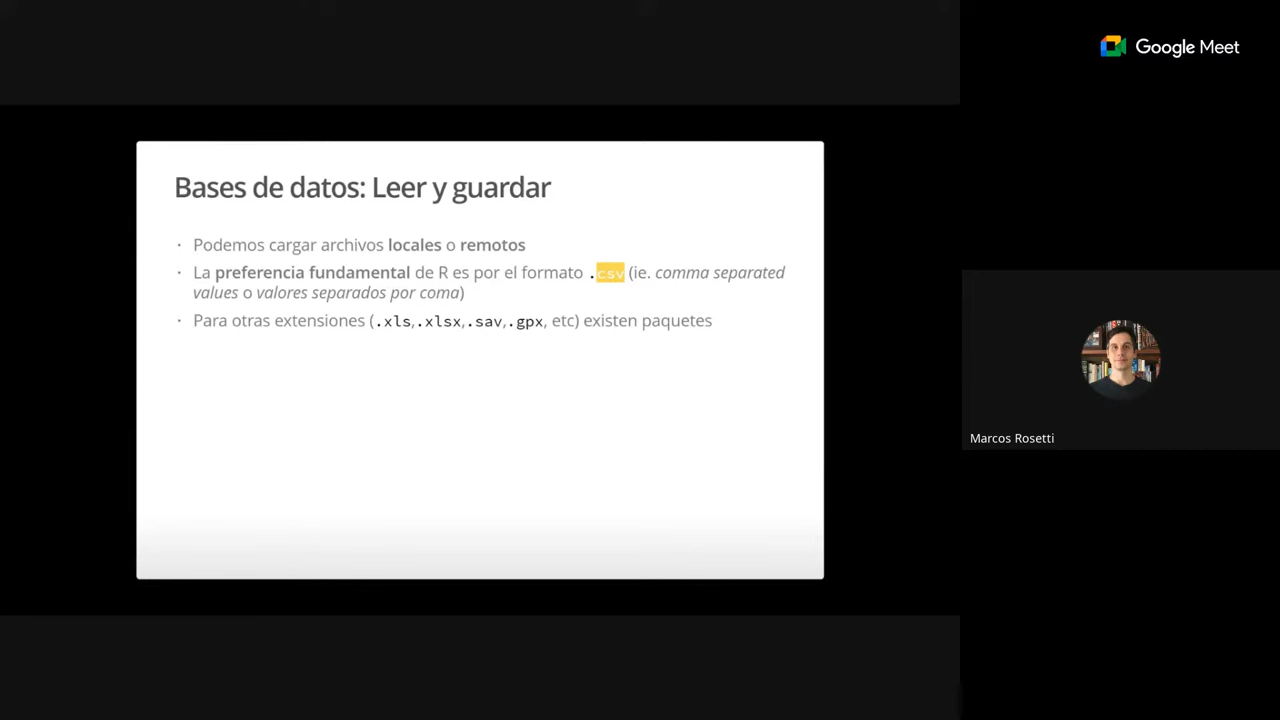 Google Meet
Bases de datos: Leer y guardar
· Podemos cargar archivos locales o remotos
· La preferencia fundamental de R es por el formato .csv (ie. comma separated
values o valores separados por coma)
· Para otras extensiones (.xls,.xlsx,.sav,.gpx, etc) existen paquetes
Marcos Rosetti